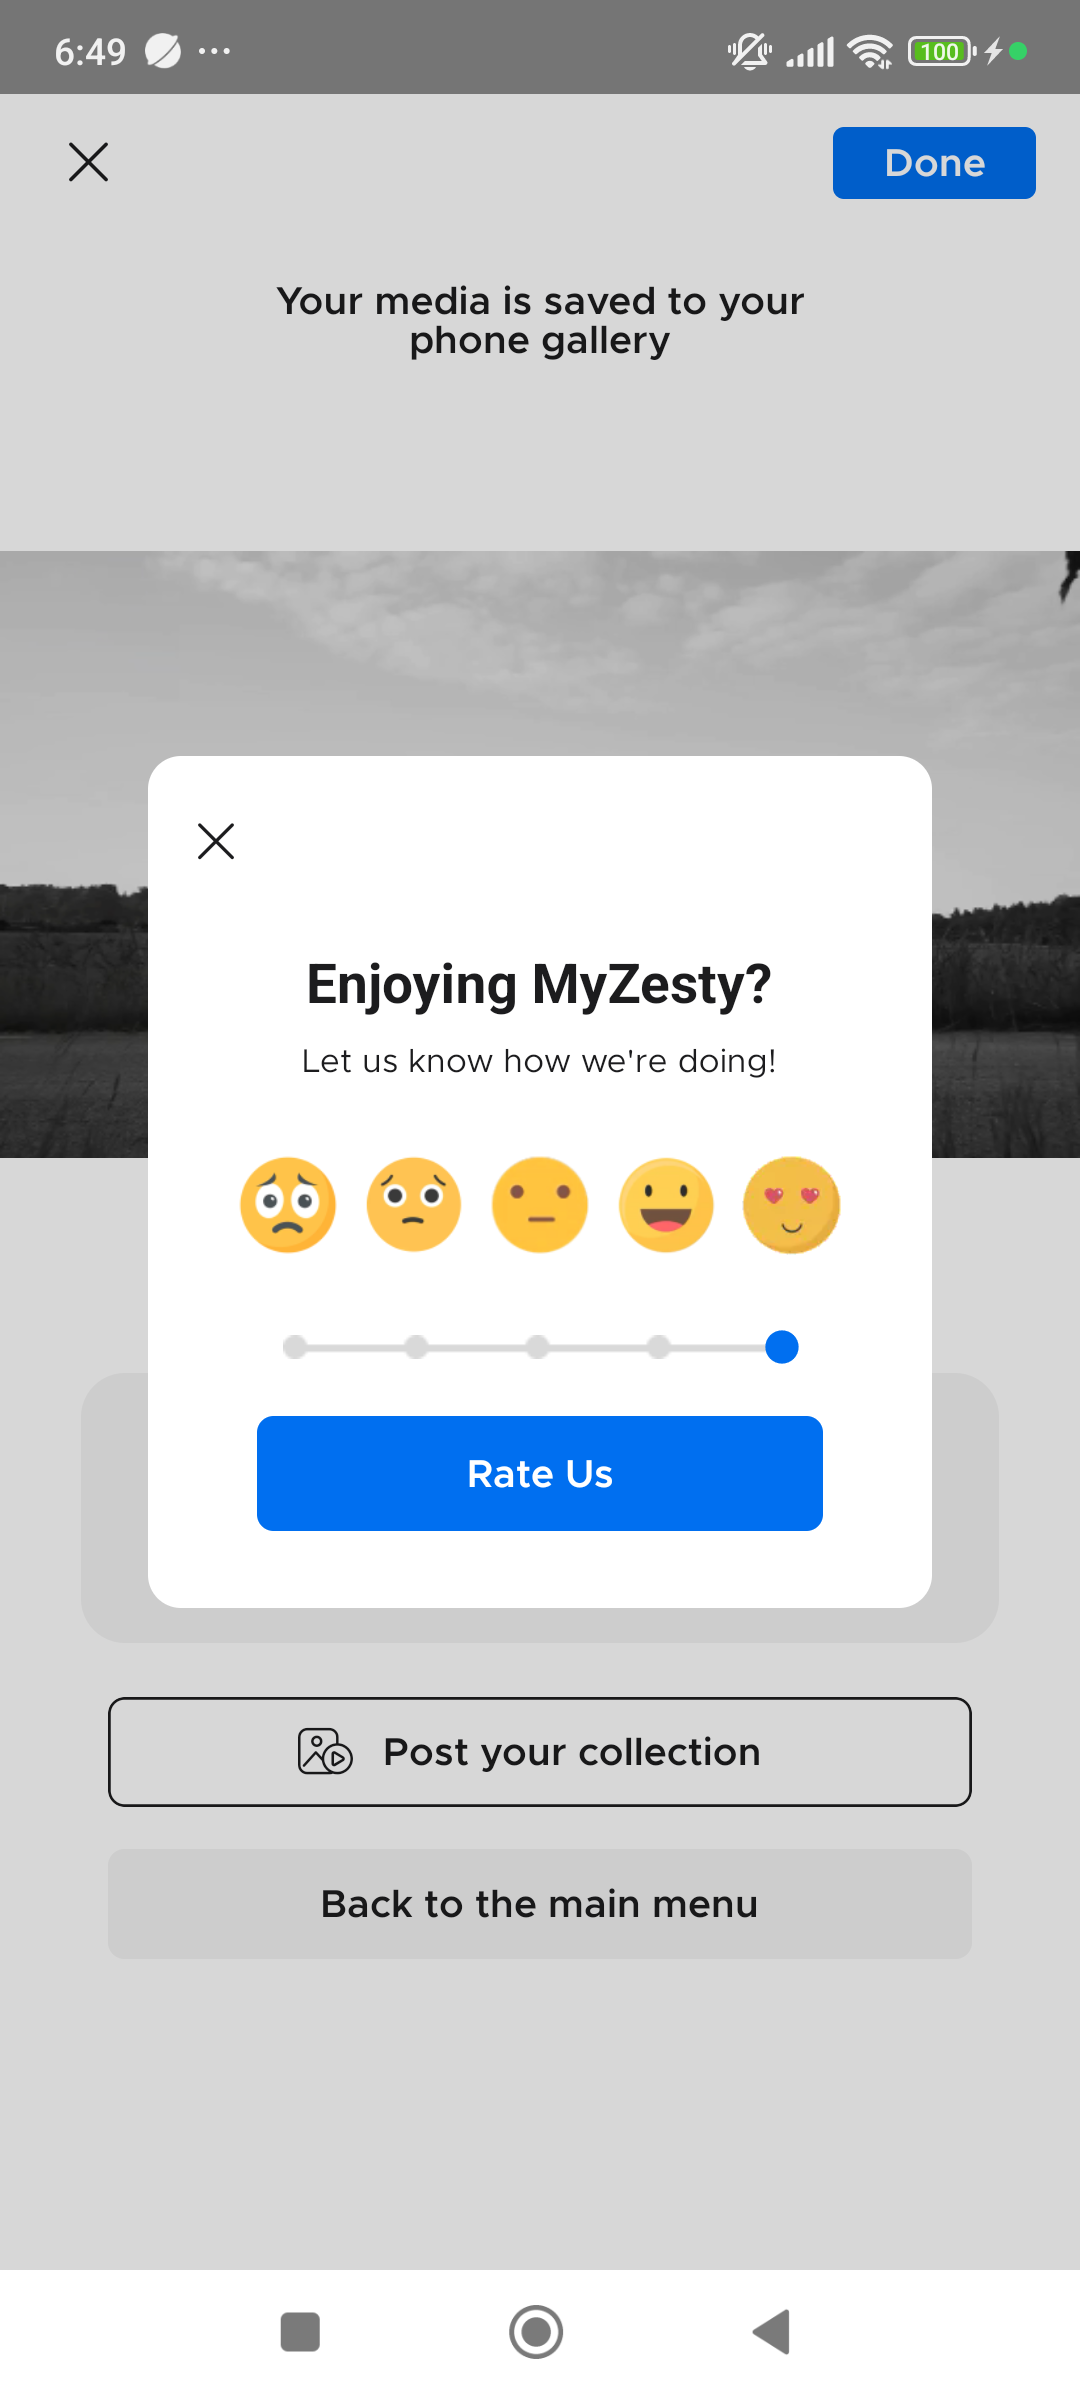 6:49
100
Done
Your media is saved to your
phone gallery
Enjoying MyZesty?
Let us know how we're doing!
Rate Us
Post your collection
Back to the main menu